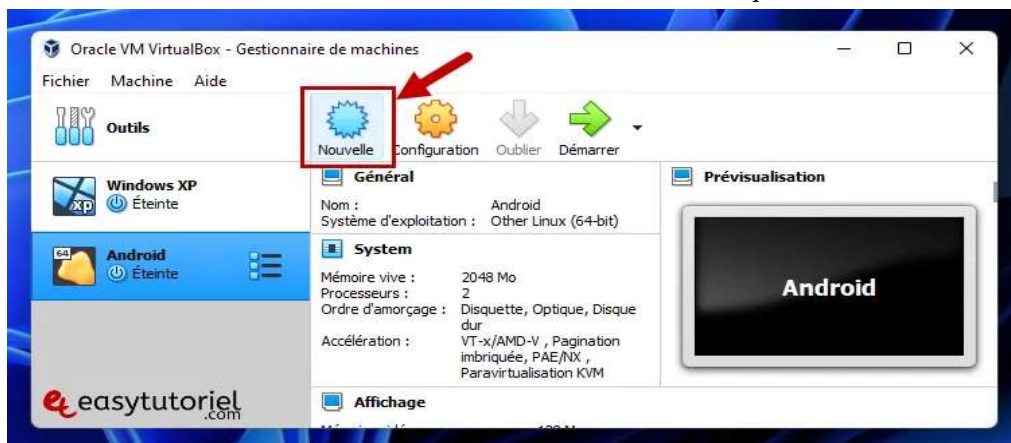 Oracle VM VirtualBox - Gestionnaire de machines
Fichier Machine Aide
Outils
Nouvelle Configuration Oublier Démarrer
Windows XP
Éteinte
Android
Éteinte
Général
Nom : Android
Système d'exploitation : Other Linux (64-bit)
System
Mémoire vive : 2048 Mo
Processeurs : 2
Ordre d'amorçage : Disquette, Optique, Disque
dur
Accélération : VT-x/AMD-V , Pagination
imbriquée, PAE/NX ,
Paravirtualisation KVM
Affichage
Prévisualisation
Android
easytutoriel
.com